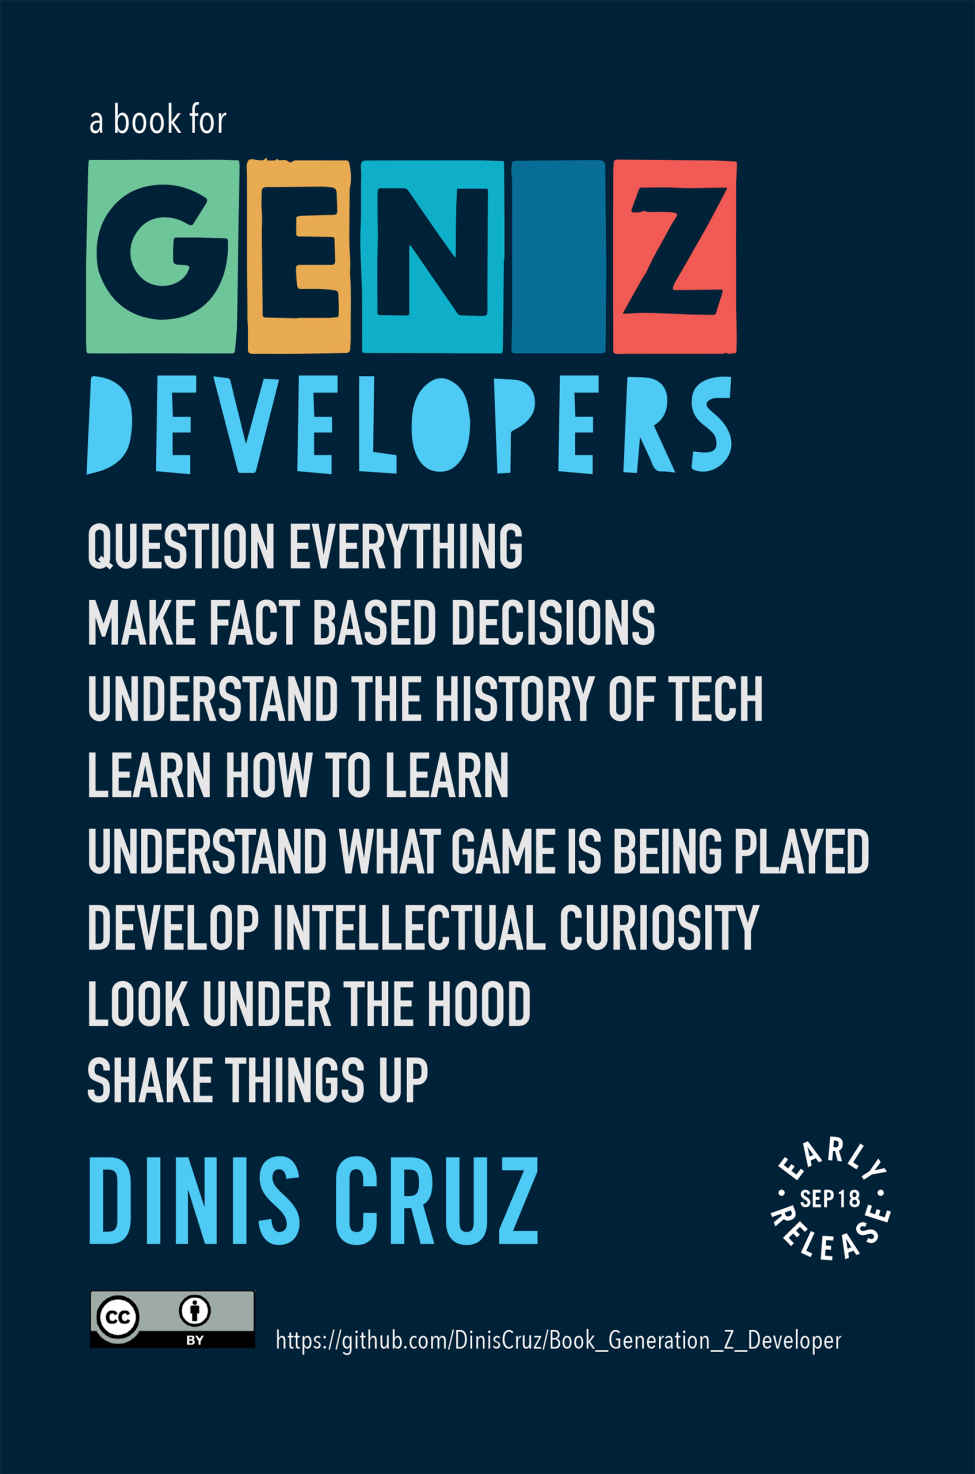 a book for
GEN Z
DEVELOPERS
QUESTION EVERYTHING
MAKE FACT BASED DECISIONS
UNDERSTAND THE HISTORY OF TECH
LEARN HOW TO LEARN
UNDERSTAND WHAT GAME IS BEING PLAYED
DEVELOP INTELLECTUAL CURIOSITY
LOOK UNDER THE HOOD
SHAKE THINGS UP
DINIS CRUZ
EARLY
SEP18
RELEASE
cc
BY
https://github.com/DinisCruz/Book_Generation_Z_Developer